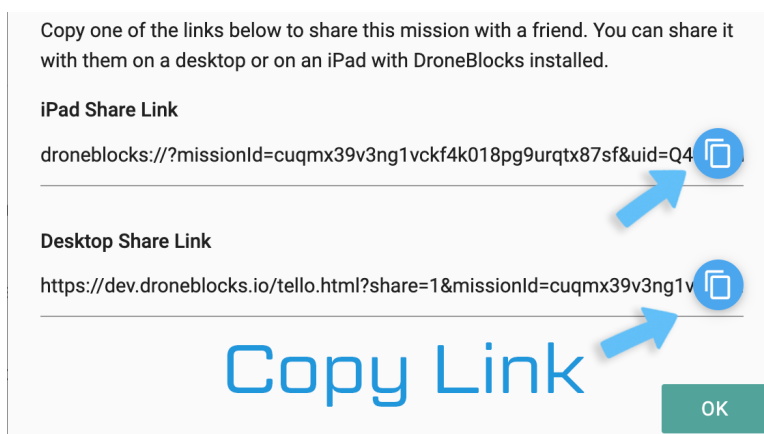 Copy one of the links below to share this mission with a friend. You can share it
with them on a desktop or on an iPad with DroneBlocks installed.
iPad Share Link
droneblocks://?missionId=cuqmx39v3ng1vckf4k018pg9urqtx87sf&uid=Q4
Desktop Share Link
https://dev.droneblocks.io/tello.html?share=1&missionId=cuqmx39v3ng1v
Copy Link
OK